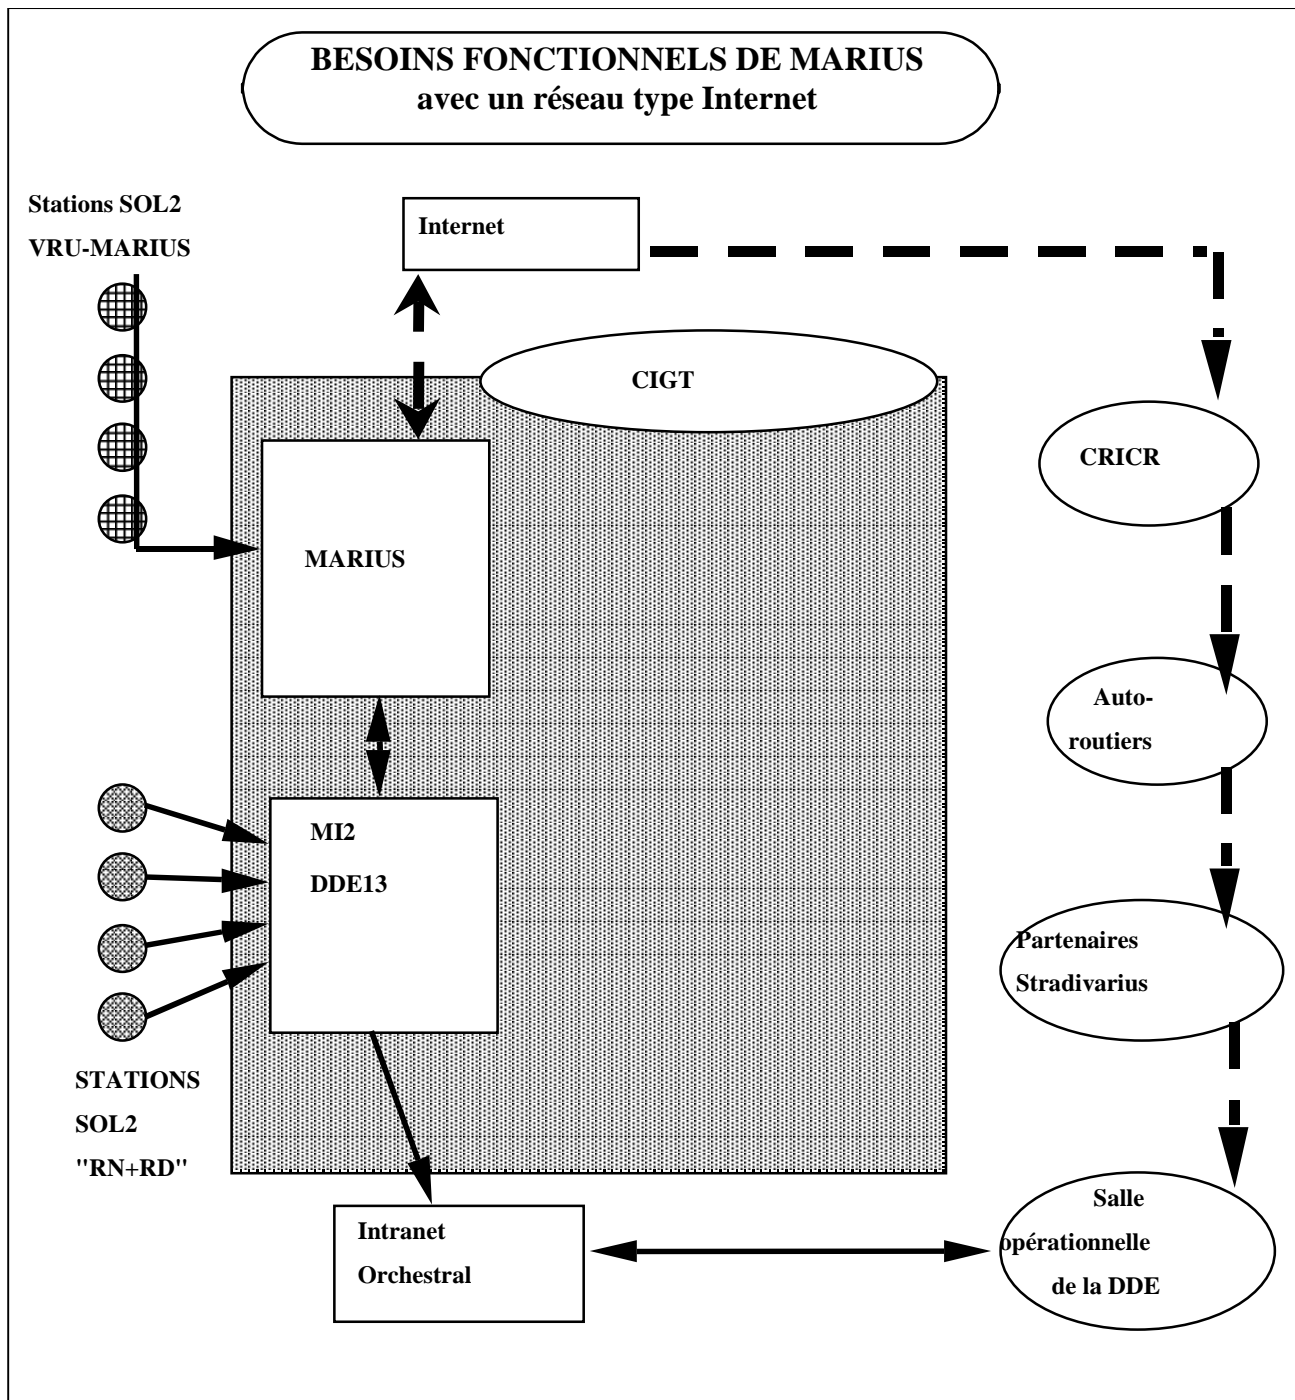 BESOINS FONCTIONNELS DE MARIUS
avec un réseau type Internet
Stations SOL2
VRU-MARIUS
Internet
CIGT
CRICR
MARIUS
Auto-
routiers
MI2
DDE13
Partenaires
Stradivarius
STATIONS
SOL2
"RN+RD"
Intranet
Orchestral
Salle
opérationnelle
de la DDE